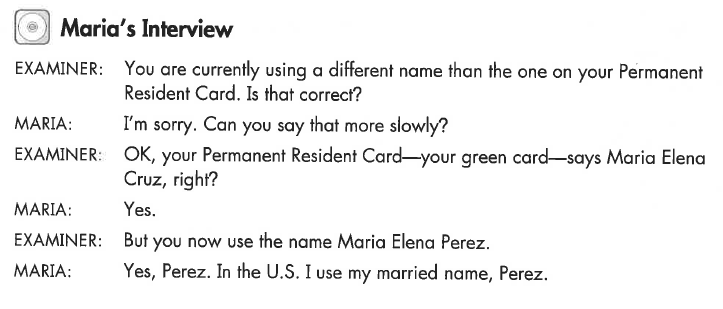 Maria's Interview
EXAMINER: You are currently using a different name than the one on your Permanent
Resident Card. Is that correct?
MARIA: I'm sorry. Can you say that more slowly?
EXAMINER: OK, your Permanent Resident Card—your green card—says Maria Elena
Cruz, right?
MARIA: Yes.
EXAMINER: But you now use the name Maria Elena Perez.
MARIA: Yes, Perez. In the U.S. I use my married name, Perez.